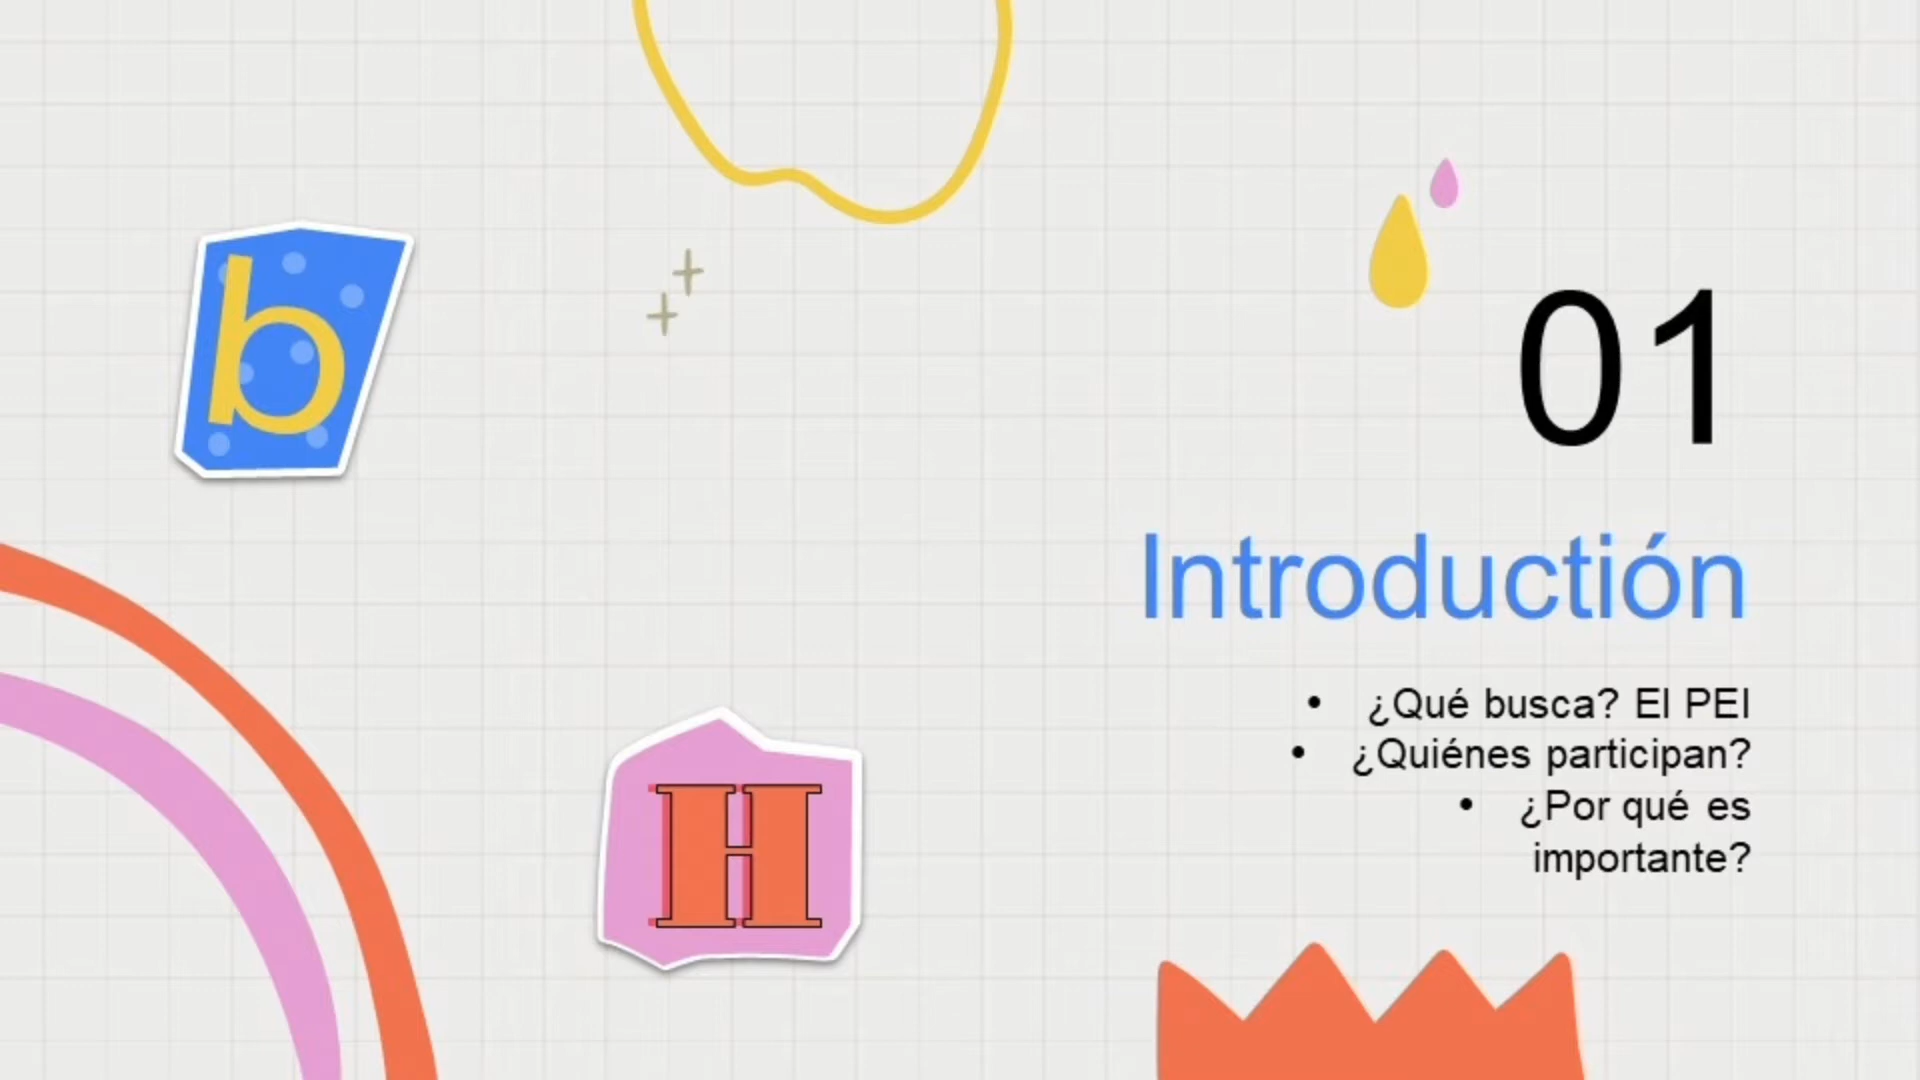 b
01
Introductión
• ¿Qué busca? El PEI
• ¿Quiénes participan?
• ¿Por qué es
importante?
H